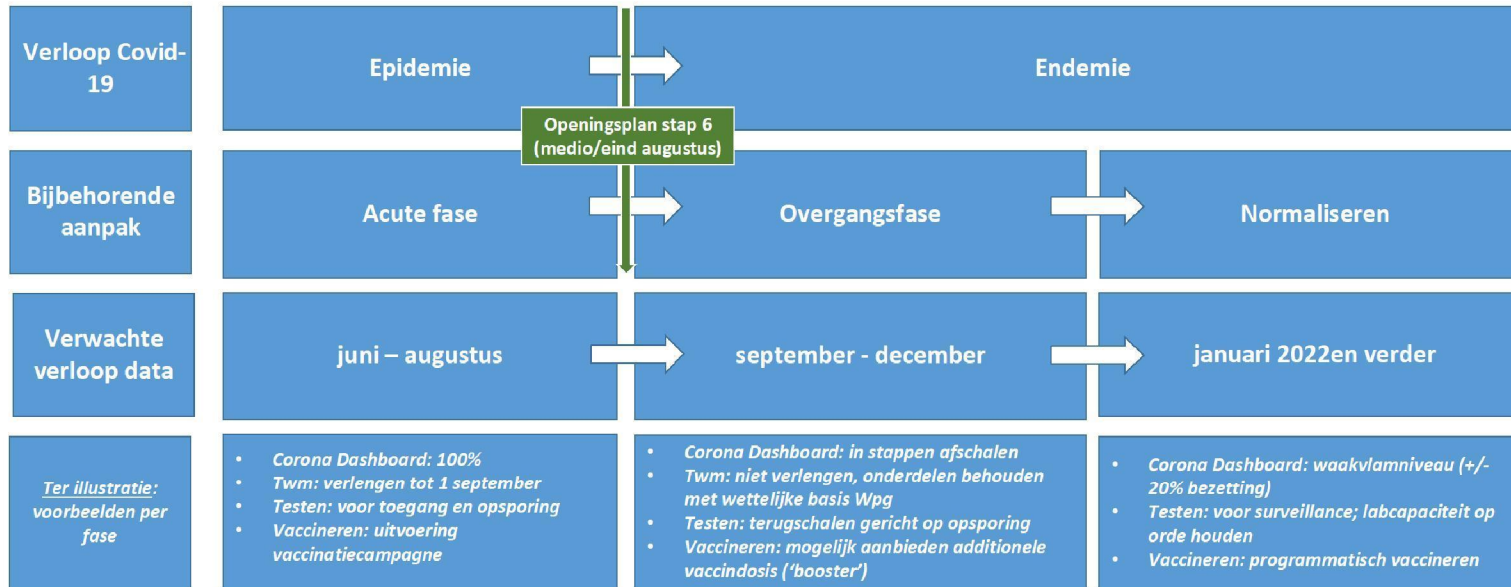 Verloop Covid-
19
Epidemie
Endemie
Openingsplan stap 6
(medio/eind augustus)
Bijbehorende
aanpak
Acute fase
Overgangsfase
Normaliseren
Verwachte
verloop data
juni – augustus
september - december
januari 2022en verder
Ter illustratie:
voorbeelden per
fase
• Corona Dashboard: 100%
• Twm: verlengen tot 1 september
• Testen: voor toegang en opsporing
• Vaccineren: uitvoering
vaccinatiecampagne
• Corona Dashboard: in stappen afschalen
• Twm: niet verlengen, onderdelen behouden
met wettelijke basis Wpg
• Testen: terugschalen gericht op opsporing
• Vaccineren: mogelijk aanbieden additionele
vaccindosis (‘booster’)
• Corona Dashboard: waakvlamniveau (+/-
20% bezetting)
• Testen: voor surveillance; labcapaciteit op
orde houden
• Vaccineren: programmatisch vaccineren